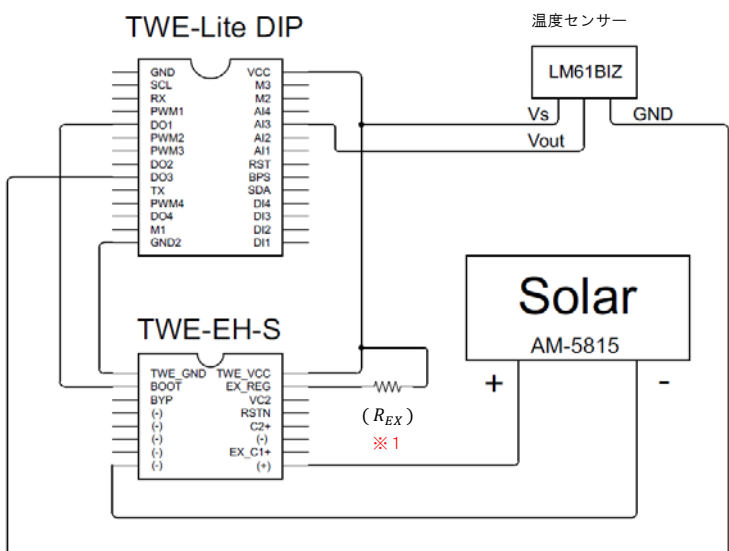 TWE-Lite DIP
GND VCC
SCL M3
RX M2
PWM1 AI4
DO1 AI3
PWM2 AI2
PWM3 AI1
DO2 RST
DO3 BPS
TX SDA
PWM4 DI4
DO4 DI3
M1 DI2
GND2 DI1
温度センサー
LM61BIZ
Vs GND
Vout
Solar
AM-5815
+ -
TWE-EH-S
TWE_GND TWE_VCC
BOOT EX_REG
BYP VC2
(-) RSTN
(-) C2+
(-) (-)
(-) EX_C1+
(-) (+)
(R_EX)
※1